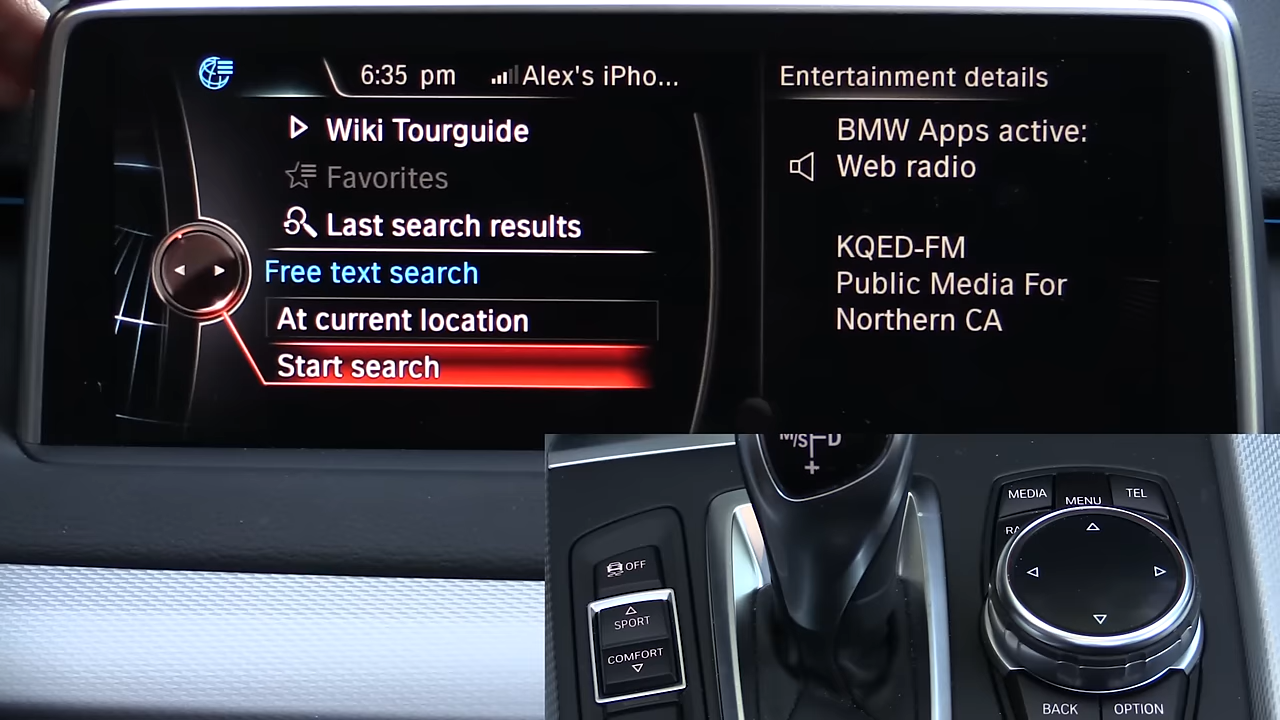 6:35 pm
Alex's iPho...
Wiki Tourguide
Favorites
Last search results
Free text search
At current location
Start search
Entertainment details
BMW Apps active:
Web radio
KQED-FM
Public Media For
Northern CA
M/S D
+
OFF
SPORT
COMFORT
MEDIA
MENU
TEL
BACK
OPTION